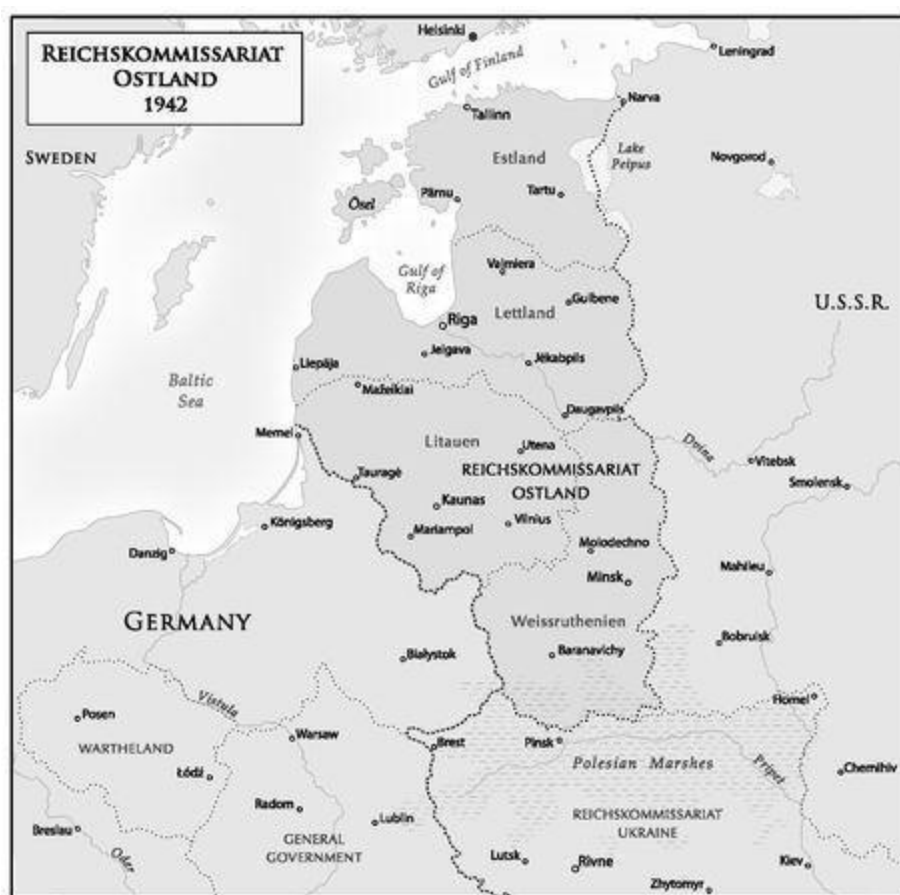 REICHSKOMMISSARIAT
OSTLAND
1942
Helsinki
Gulf of Finland
Leningrad
Narva
Tallinn
SWEDEN
Estland
Lake
Peipus
Novgorod
Pärnu
Tartu
Ösel
Valmiera
Gulf of
Riga
Gulbene
Lettland
U.S.S.R.
Riga
Jelgava
Jēkabpils
Liepāja
Baltic
Sea
Mažeikiai
Daugavpils
Memel
Litauen
Utena
Dvina
Vitebsk
REICHSKOMMISSARIAT
OSTLAND
Tauragė
Smolensk
Kaunas
Vilnius
Königsberg
Mariampol
Danzig
Molodechno
Mahileu
Minsk
GERMANY
Weissruthenien
Bobruisk
Białystok
Baranavichy
Vistula
Homel
Posen
Warsaw
WARTHELAND
Brest
Pinsk
Polesian Marshes
Pripet
Łódź
Chernihiv
Radom
Lublin
REICHSKOMMISSARIAT
UKRAINE
Breslau
GENERAL
GOVERNMENT
Oder
Lutsk
Rivne
Kiev
Zhytomyr